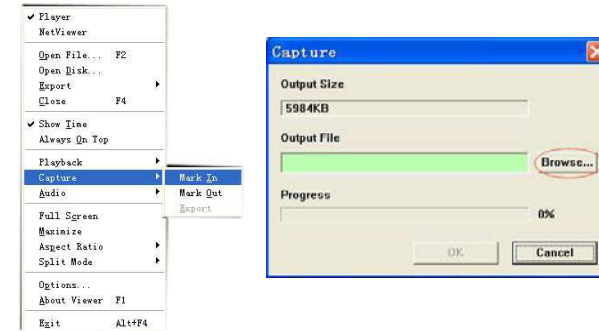 Player
NetViewer
Open File... F2
Open Disk...
Export
Close F4
Show Time
Always On Top
Playback
Capture
Audio
Mark In
Mark Out
Export
Full Screen
Maximize
Aspect Ratio
Split Mode
Options...
About Viewer F1
Exit Alt+F4
Capture
Output Size
5984KB
Output File
Browse...
Progress
0%
OK Cancel